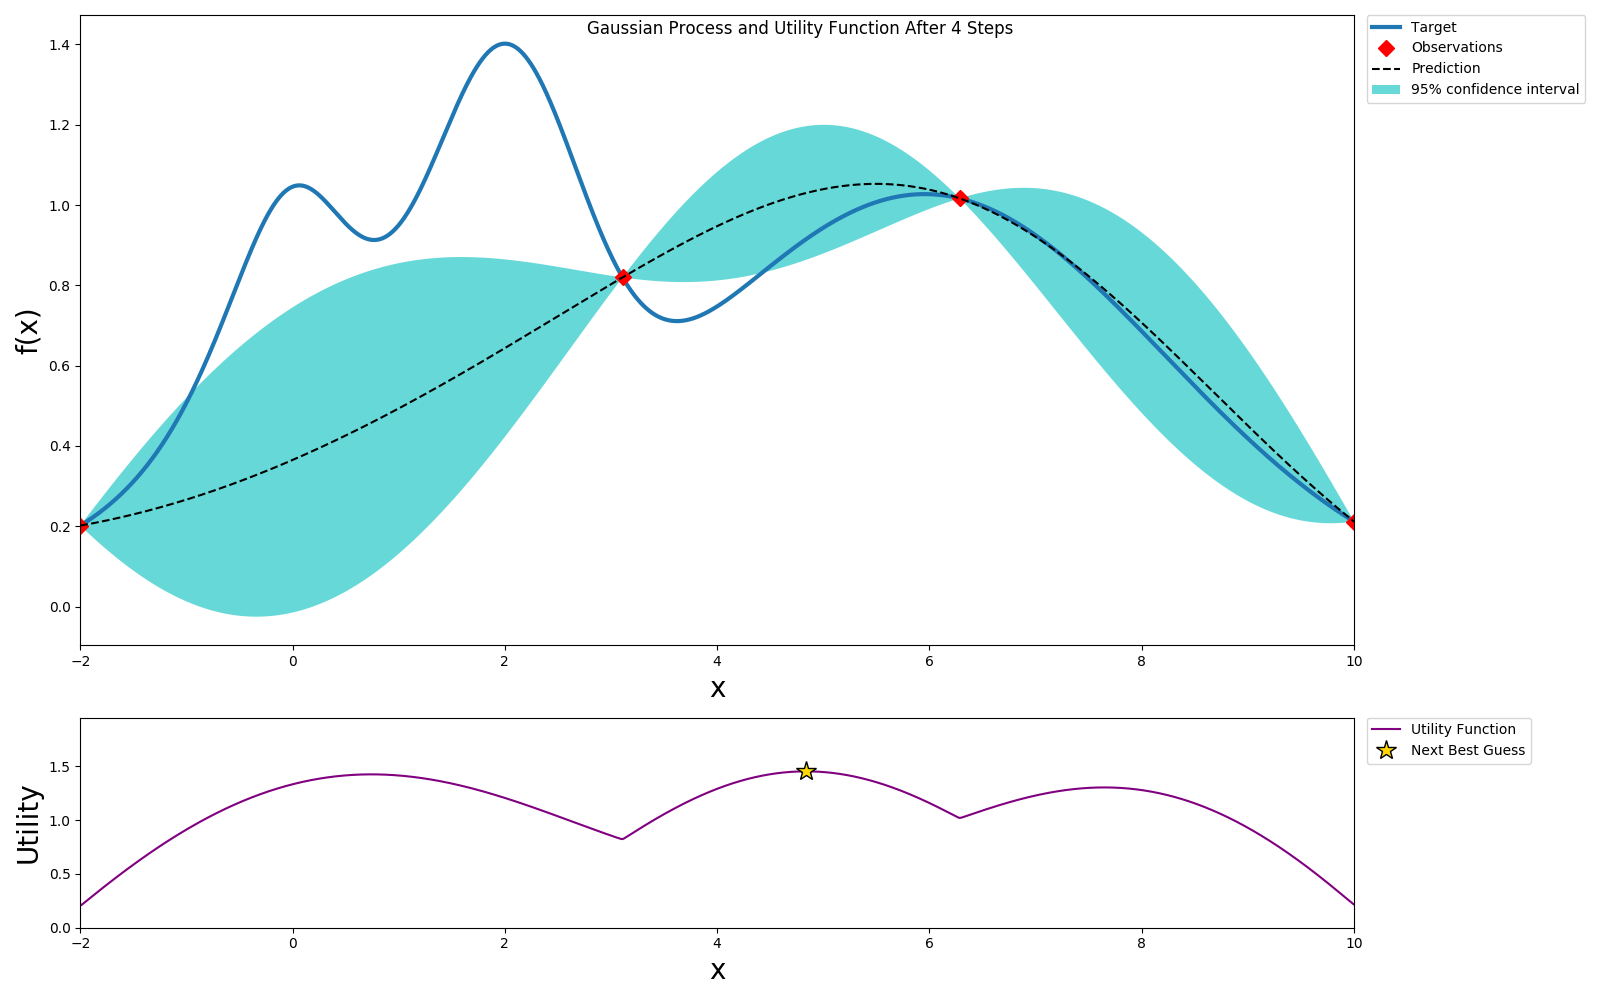 Gaussian Process and Utility Function After 4 Steps
1.4
1.2
1.0
0.8
0.6
0.4
0.2
0.0
f(x)
−2 0 2 4 6 8 10
x
Target
Observations
Prediction
95% confidence interval
1.5
1.0
0.5
0.0
Utility
−2 0 2 4 6 8 10
x
Utility Function
Next Best Guess